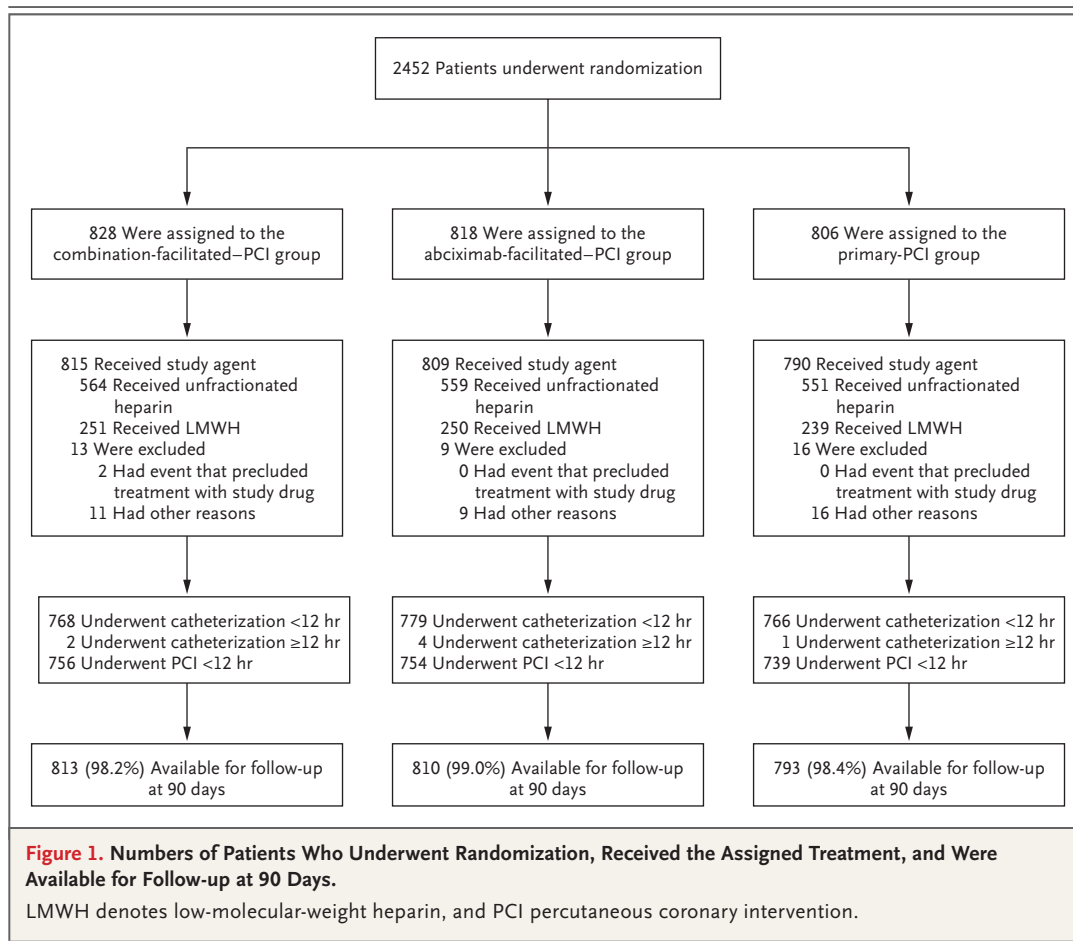 2452 Patients underwent randomization
828 Were assigned to the
combination-facilitated–PCI group
818 Were assigned to the
abciximab-facilitated–PCI group
806 Were assigned to the
primary-PCI group
815 Received study agent
564 Received unfractionated
heparin
251 Received LMWH
13 Were excluded
2 Had event that precluded
treatment with study drug
11 Had other reasons
809 Received study agent
559 Received unfractionated
heparin
250 Received LMWH
9 Were excluded
0 Had event that precluded
treatment with study drug
9 Had other reasons
790 Received study agent
551 Received unfractionated
heparin
239 Received LMWH
16 Were excluded
0 Had event that precluded
treatment with study drug
16 Had other reasons
768 Underwent catheterization <12 hr
2 Underwent catheterization ≥12 hr
756 Underwent PCI <12 hr
779 Underwent catheterization <12 hr
4 Underwent catheterization ≥12 hr
754 Underwent PCI <12 hr
766 Underwent catheterization <12 hr
1 Underwent catheterization ≥12 hr
739 Underwent PCI <12 hr
813 (98.2%) Available for follow-up
at 90 days
810 (99.0%) Available for follow-up
at 90 days
793 (98.4%) Available for follow-up
at 90 days
Figure 1. Numbers of Patients Who Underwent Randomization, Received the Assigned Treatment, and Were
Available for Follow-up at 90 Days.
LMWH denotes low-molecular-weight heparin, and PCI percutaneous coronary intervention.